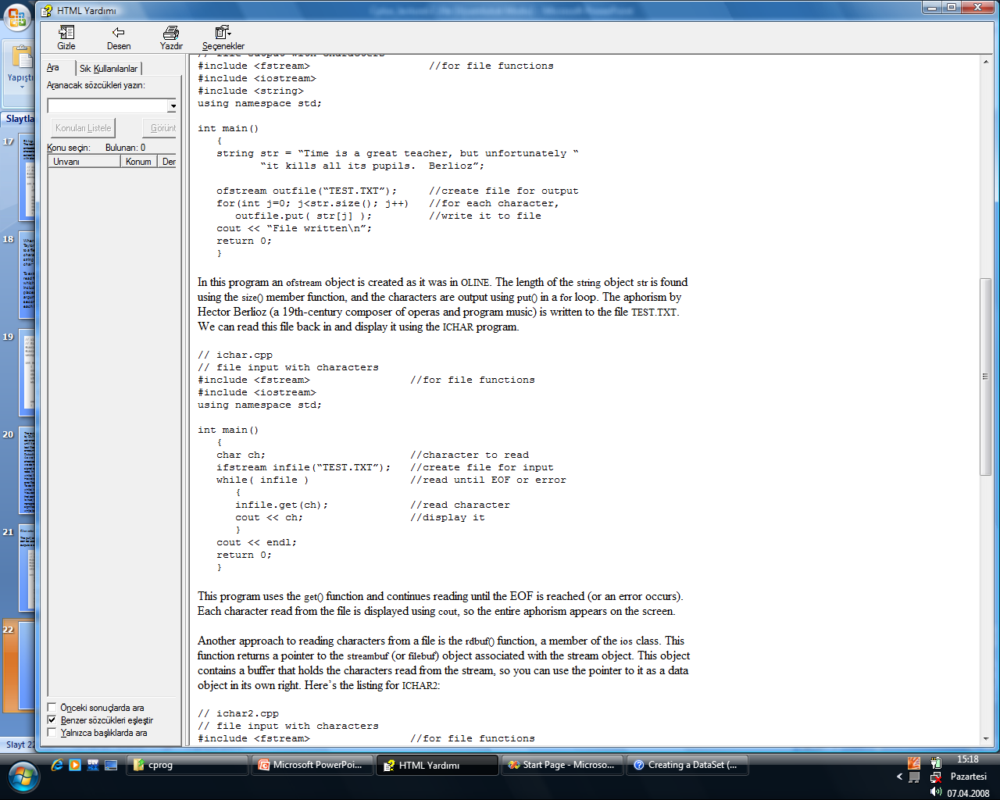 HTML Yardımı
Gizle
Desen
Yazdır
Seçenekler
Yapıştı
Slaytla
17
18
19
20
21
22
Slayt 22
Ara
Sık Kullanılanlar
Aranacak sözcükleri yazın:
Konuları Listele
Görünt
Konu seçin: Bulunan: 0
Unvanı Konum Der
Önceki sonuçlarda ara
Benzer sözcükleri eşleştir
Yalnızca başlıklarda ara
// file output with characters
#include <fstream> //for file functions
#include <iostream>
#include <string>
using namespace std;
int main()
{
string str = “Time is a great teacher, but unfortunately “
“it kills all its pupils. Berlioz”;
ofstream outfile(“TEST.TXT”); //create file for output
for(int j=0; j<str.size(); j++) //for each character,
outfile.put( str[j] ); //write it to file
cout << “File written\n”;
return 0;
}
In this program an ofstream object is created as it was in OLINE. The length of the string object str is found
using the size() member function, and the characters are output using put() in a for loop. The aphorism by
Hector Berlioz (a 19th-century composer of operas and program music) is written to the file TEST.TXT.
We can read this file back in and display it using the ICHAR program.
// ichar.cpp
// file input with characters
#include <fstream> //for file functions
#include <iostream>
using namespace std;
int main()
{
char ch; //character to read
ifstream infile(“TEST.TXT”); //create file for input
while( infile ) //read until EOF or error
{
infile.get(ch); //read character
cout << ch; //display it
}
cout << endl;
return 0;
}
This program uses the get() function and continues reading until the EOF is reached (or an error occurs).
Each character read from the file is displayed using cout, so the entire aphorism appears on the screen.
Another approach to reading characters from a file is the rdbuf() function, a member of the ios class. This
function returns a pointer to the streambuf (or filebuf) object associated with the stream object. This object
contains a buffer that holds the characters read from the stream, so you can use the pointer to it as a data
object in its own right. Here’s the listing for ICHAR2:
// ichar2.cpp
// file input with characters
#include <fstream> //for file functions
cprog
Microsoft PowerPoi...
HTML Yardımı
Start Page - Microso...
Creating a DataSet (...
15:18
Pazartesi
07.04.2008